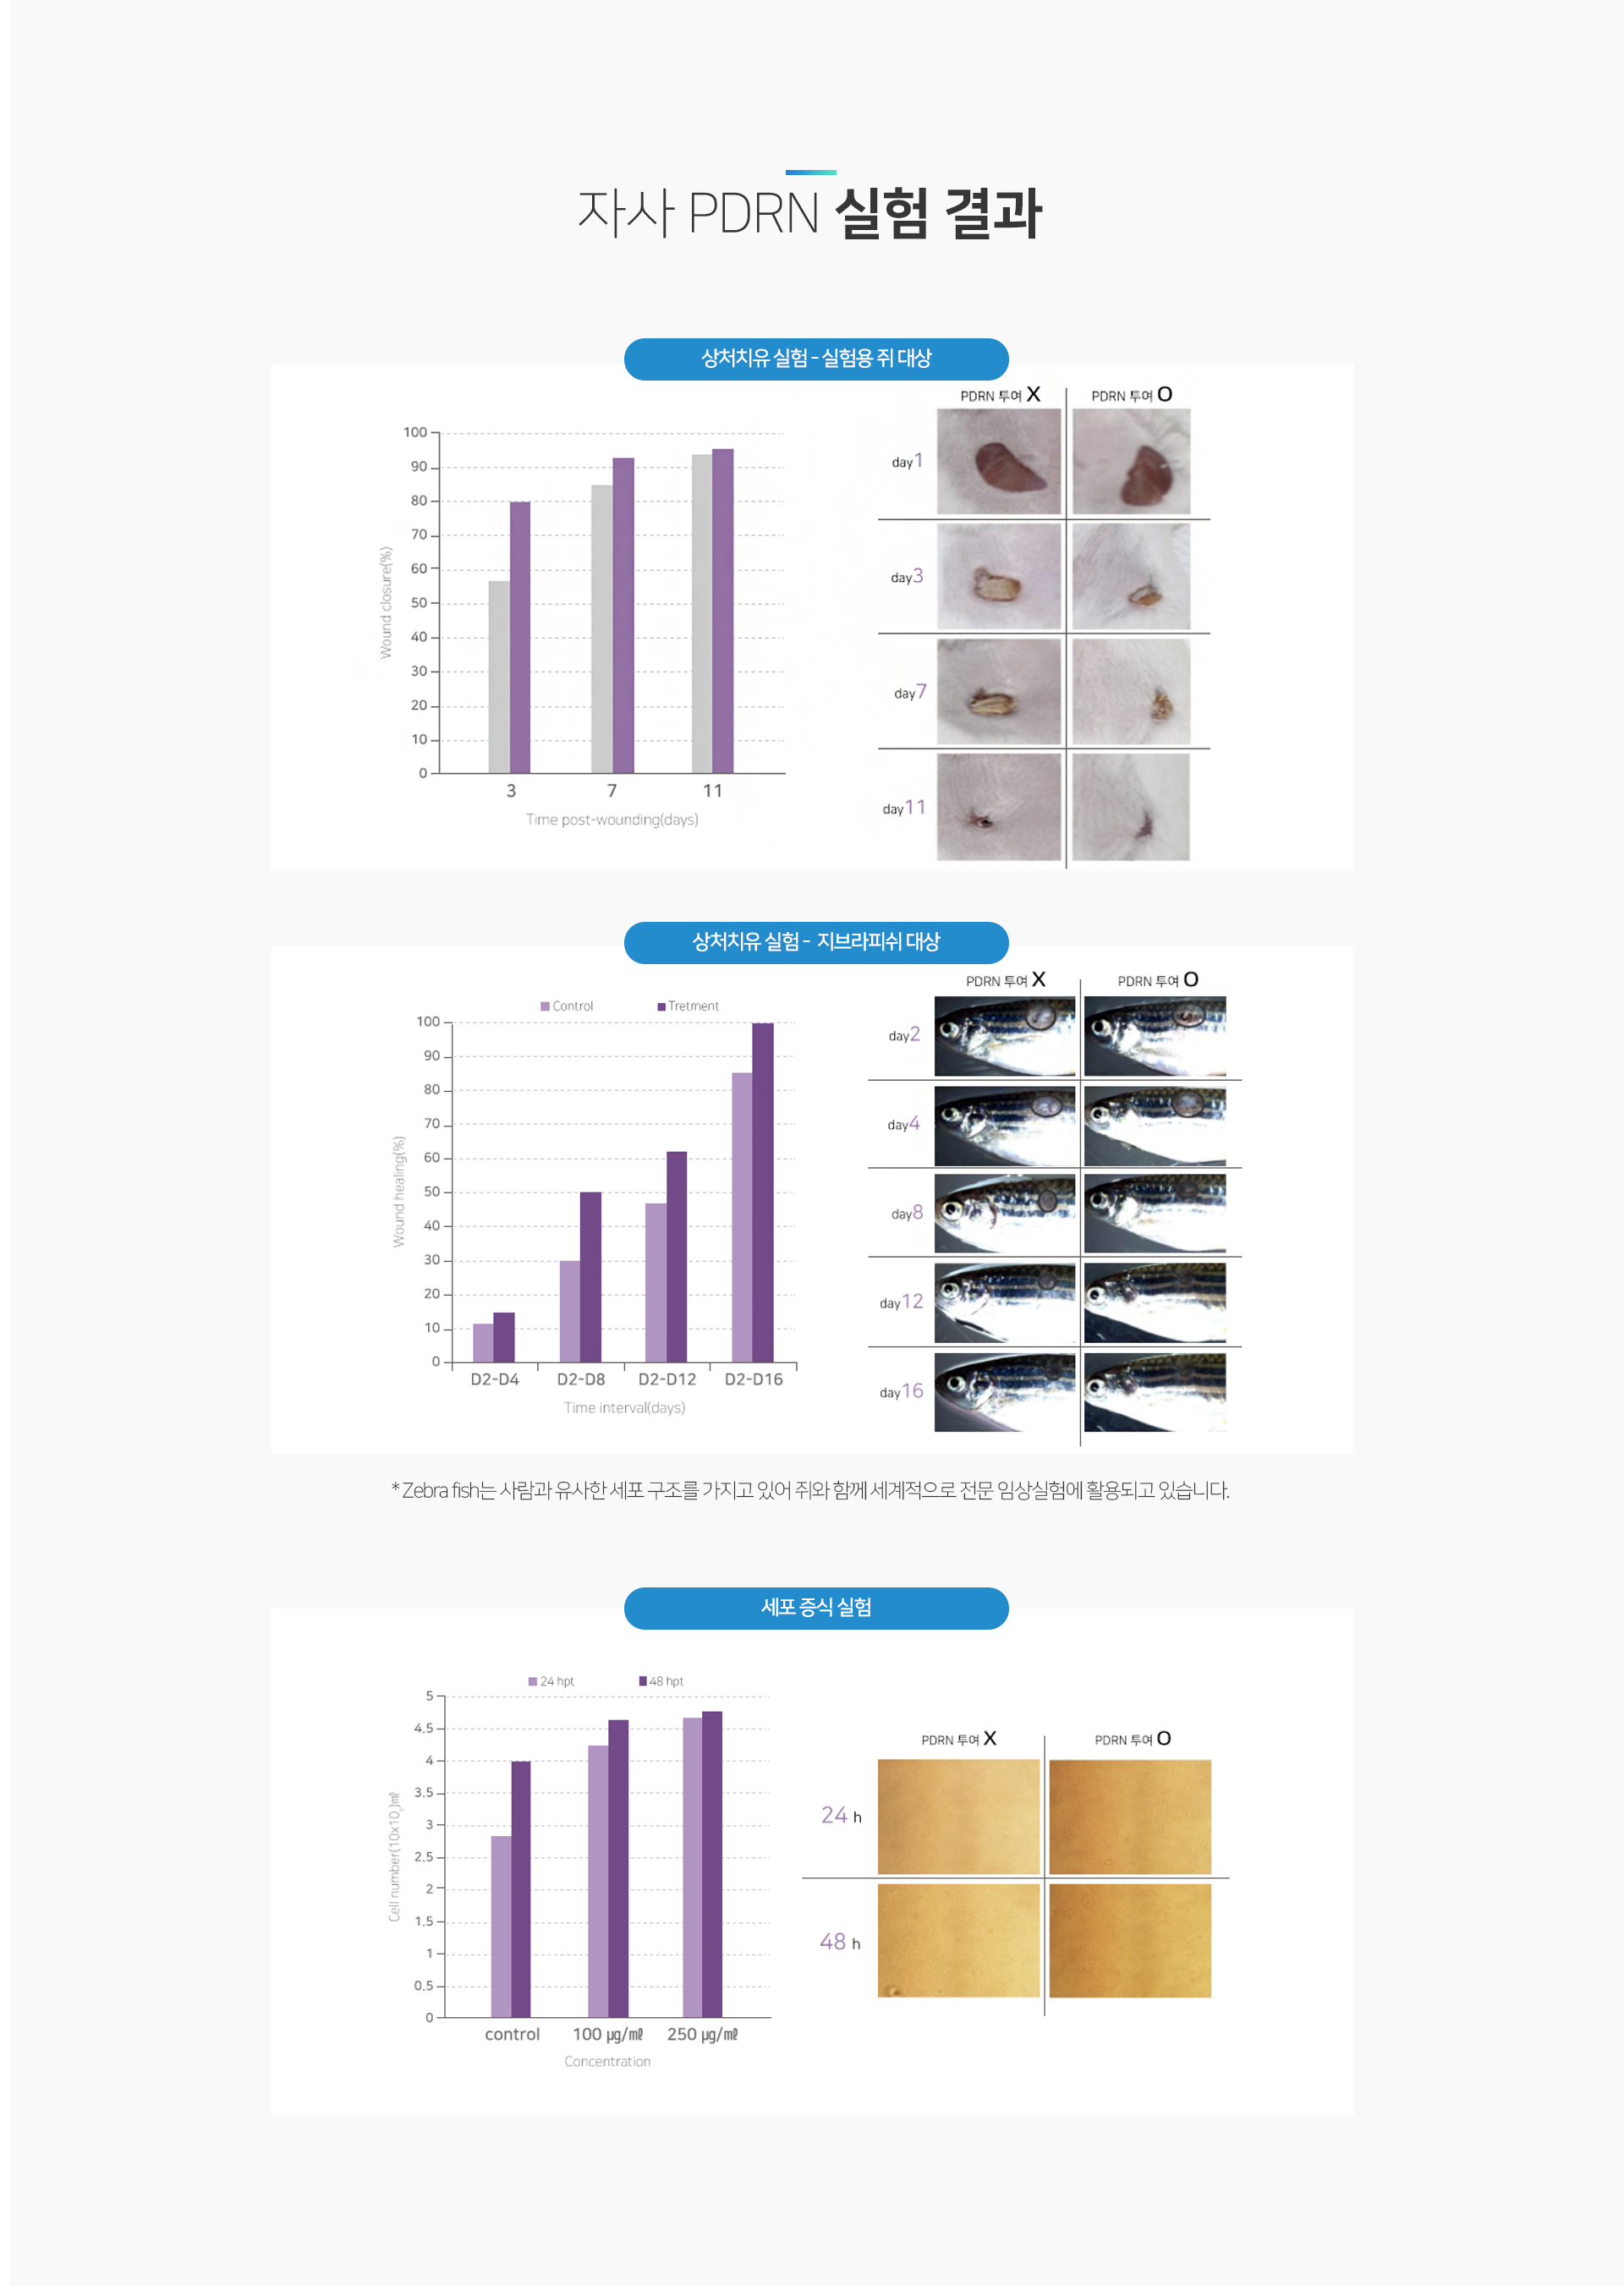 자사 PDRN 실험 결과
상처치유 실험 - 실험용 쥐 대상
PDRN 투여 X
PDRN 투여 O
100
90
80
70
60
50
40
30
20
10
0
Wound closure(%)
3
7
11
Time post-wounding(days)
day1
day3
day7
day11
상처치유 실험 - 지브라피쉬 대상
Control
Tretment
100
90
80
70
60
50
40
30
20
10
0
Wound healing(%)
D2-D4
D2-D8
D2-D12
D2-D16
Time interval(days)
PDRN 투여 X
PDRN 투여 O
day2
day4
day8
day12
day16
* Zebra fish는 사람과 유사한 세포 구조를 가지고 있어 쥐와 함께 세계적으로 전문 임상실험에 활용되고 있습니다.
세포 증식 실험
24 hpt
48 hpt
5
4.5
4
3.5
3
2.5
2
1.5
1
0.5
0
Cell number(10x10,)㎖
control
100 ㎍/㎖
250 ㎍/㎖
Concentration
PDRN 투여 X
PDRN 투여 O
24 h
48 h